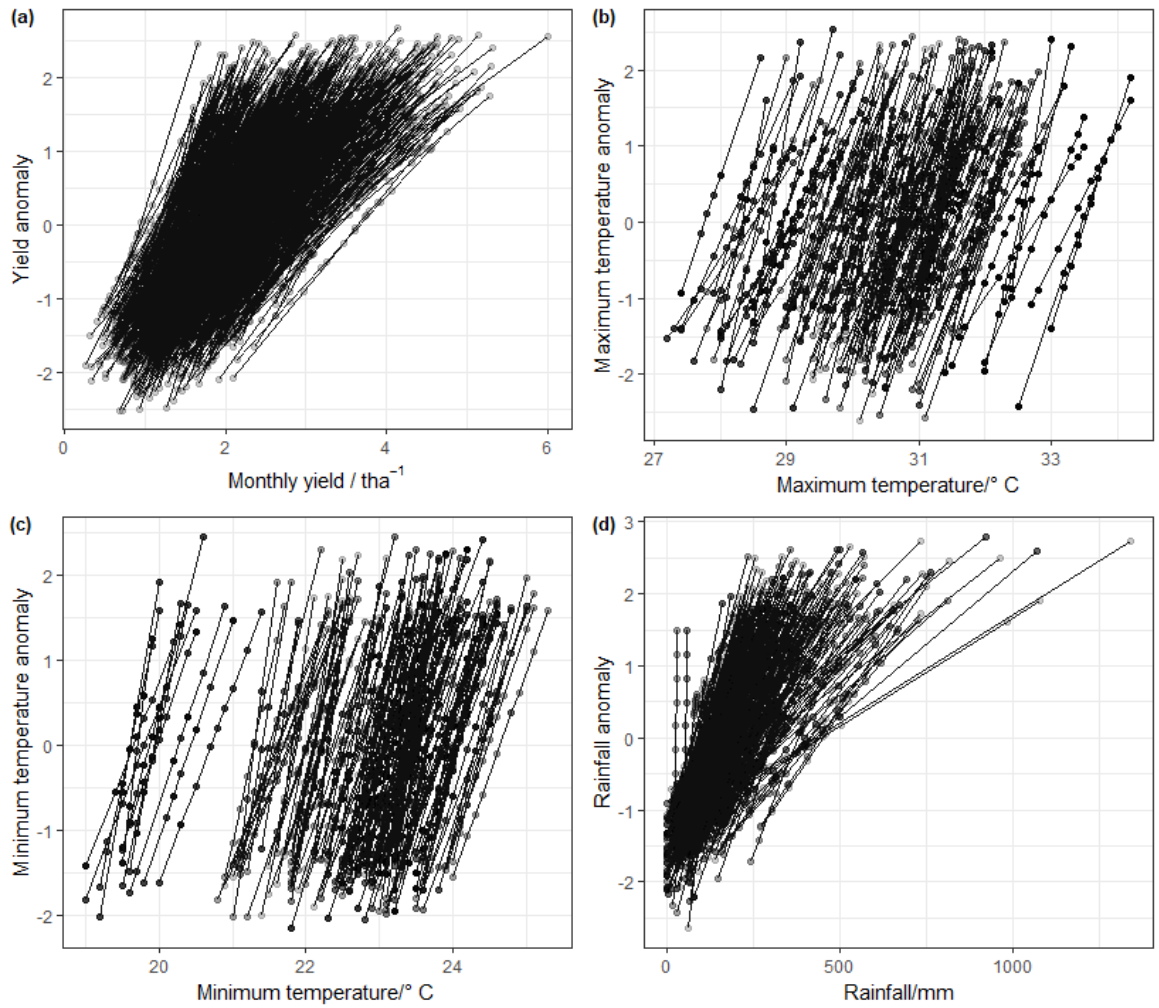 (a)
2
1
0
-1
-2
Yield anomaly
0
2
4
6
Monthly yield / tha⁻¹
(b)
2
1
0
-1
-2
Maximum temperature anomaly
27
29
31
33
Maximum temperature/° C
(c)
2
1
0
-1
-2
Minimum temperature anomaly
20
22
24
Minimum temperature/° C
(d)
3
2
1
0
-1
-2
Rainfall anomaly
0
500
1000
Rainfall/mm